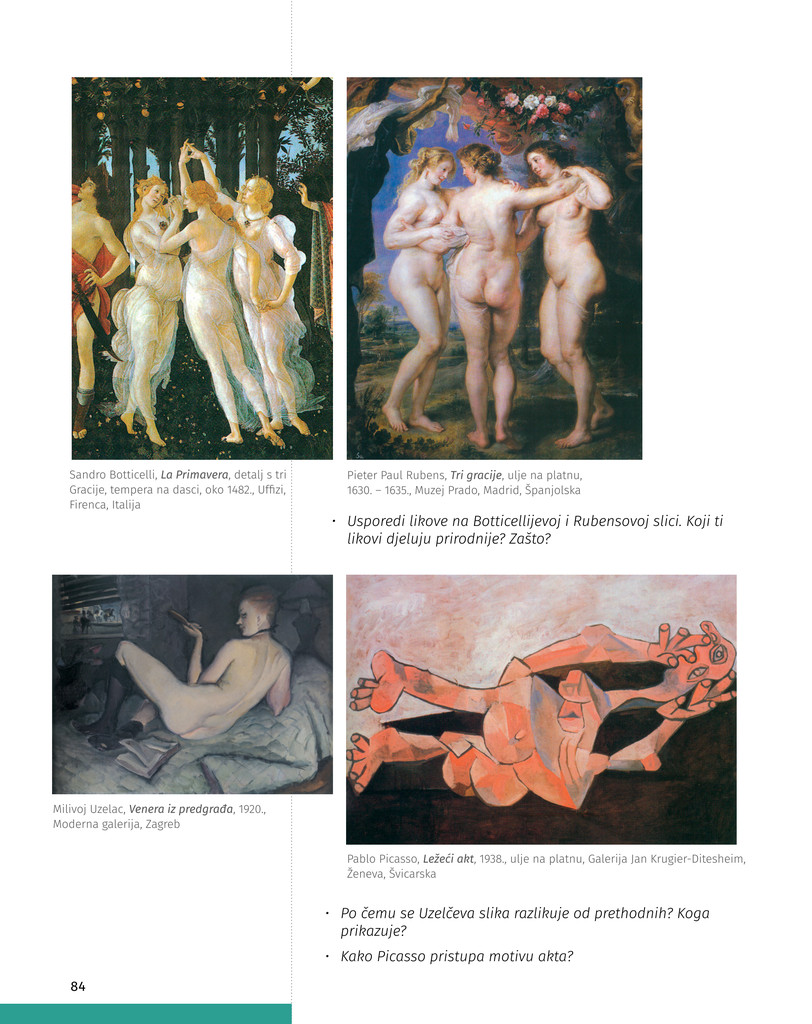 Sandro Botticelli, La Primavera, detalj s tri
Gracije, tempera na dasci, oko 1482., Uffizi,
Firenca, Italija
Pieter Paul Rubens, Tri gracije, ulje na platnu,
1630. – 1635., Muzej Prado, Madrid, Španjolska
• Usporedi likove na Botticellijevoj i Rubensovoj slici. Koji ti
likovi djeluju prirodnije? Zašto?
Milivoj Uzelac, Venera iz predgrađa, 1920.,
Moderna galerija, Zagreb
Pablo Picasso, Ležeći akt, 1938., ulje na platnu, Galerija Jan Krugier-Ditesheim,
Ženeva, Švicarska
• Po čemu se Uzelčeva slika razlikuje od prethodnih? Koga
prikazuje?
• Kako Picasso pristupa motivu akta?
84